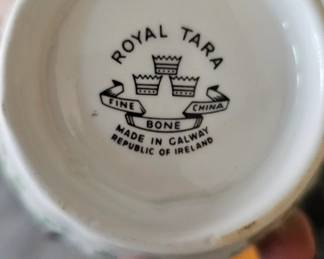 ROYAL TARA
FINE
BONE
CHINA
MADE IN GALWAY
REPUBLIC OF IRELAND